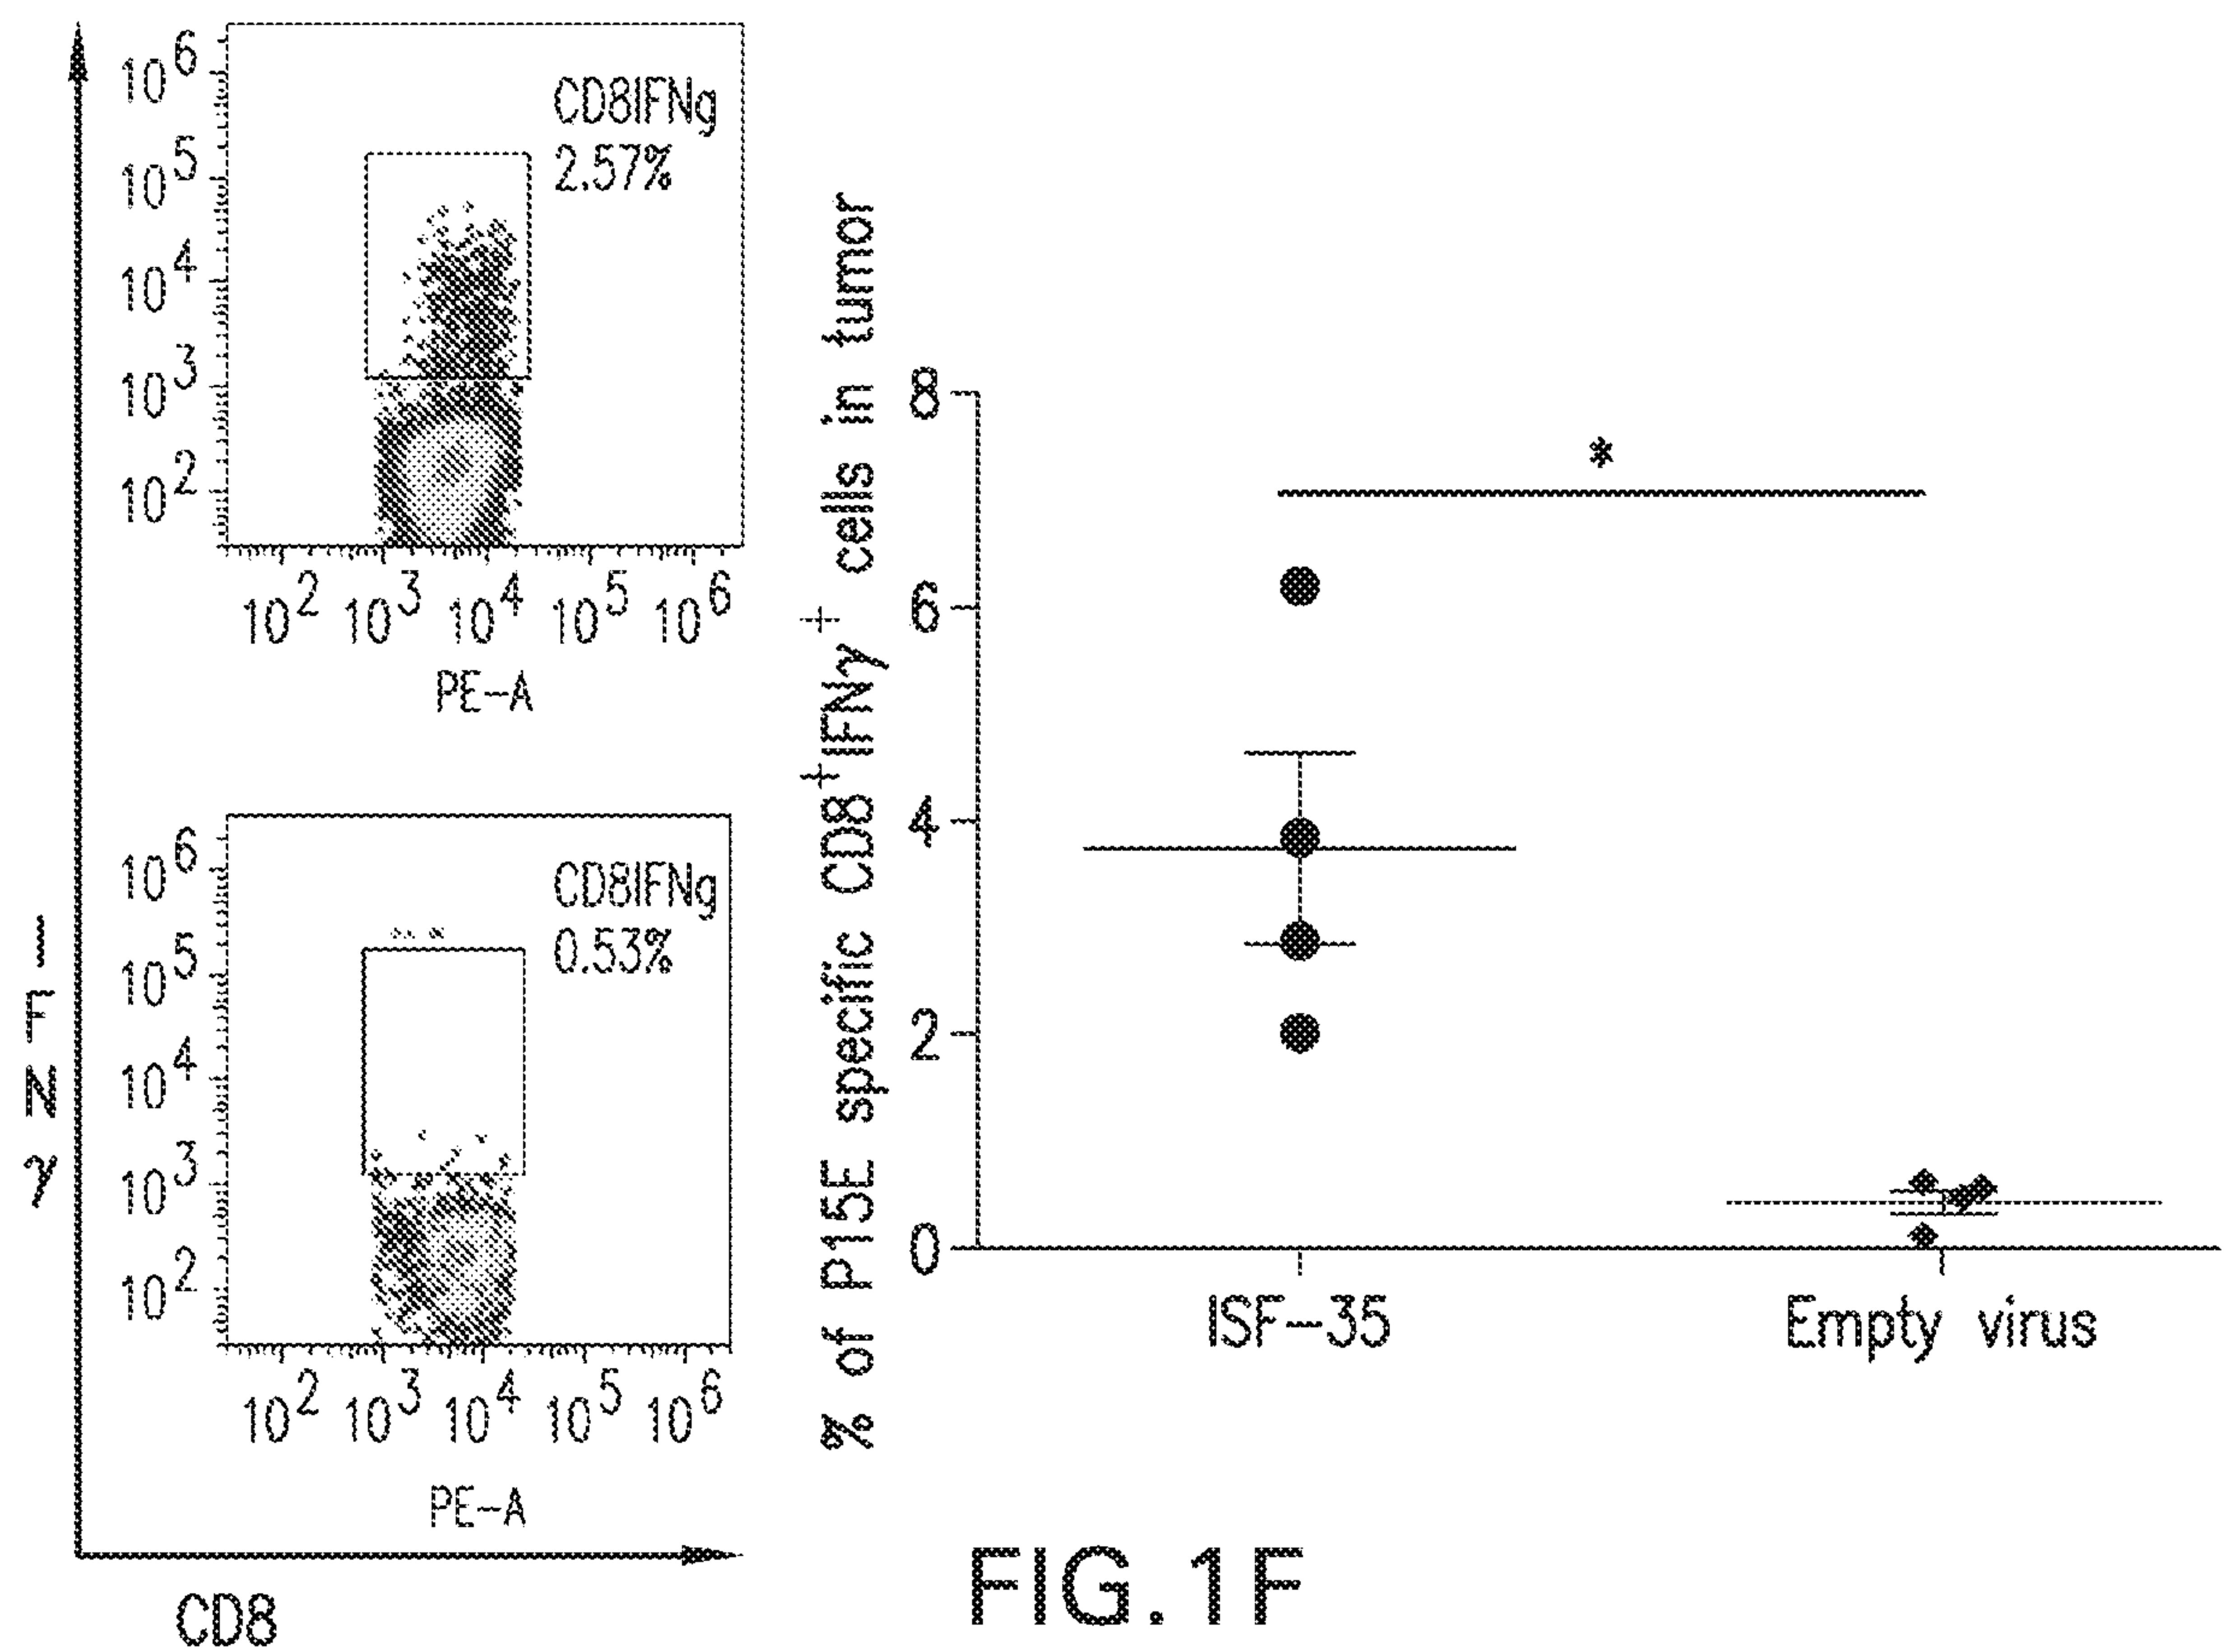 10^6
10^5
10^4
10^3
10^2
CD8IFNg
2.57%
10^2 10^3 10^4 10^5 10^6
PE-A
10^6
10^5
10^4
10^3
10^2
CD8IFNg
0.53%
10^2 10^3 10^4 10^5 10^6
PE-A
IFNγ
CD8
% of P15E specific CD8+IFNγ+ cells in tumor
8
6
4
2
0
*
ISF-35
Empty virus
FIG.1F